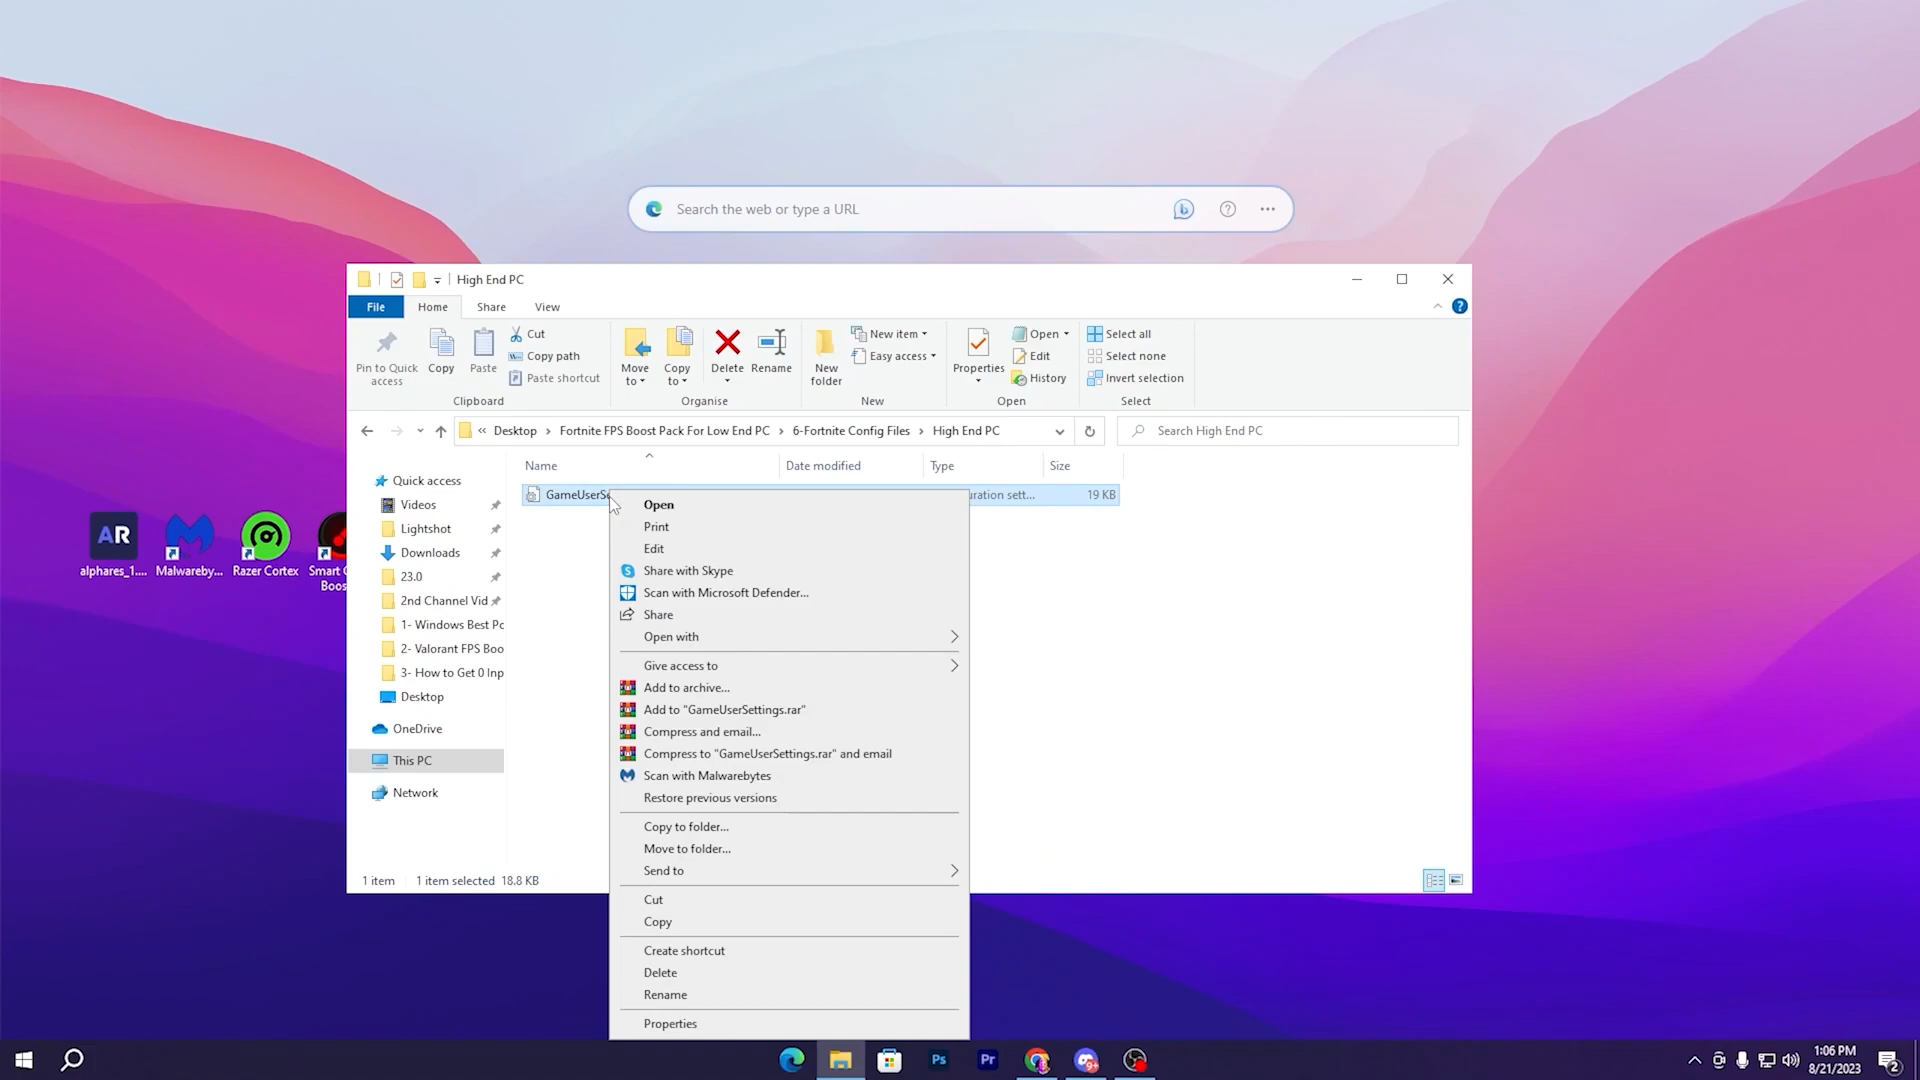 Search the web or type a URL
High End PC
File Home Share View
Pin to Quick access
Copy
Paste
Cut
Copy path
Paste shortcut
Clipboard
Move to
Copy to
Delete
Rename
Organise
New folder
New item
Easy access
New
Properties
Open
Edit
History
Open
Select all
Select none
Invert selection
Select
« Desktop › Fortnite FPS Boost Pack For Low End PC › 6-Fortnite Config Files › High End PC
Search High End PC
Name Date modified Type Size
Quick access
Videos
Lightshot
Downloads
23.0
2nd Channel Vid
1- Windows Best Pc
2- Valorant FPS Boo
3- How to Get 0 Inp
Desktop
OneDrive
This PC
Network
GameUserSe uration sett... 19 KB
Open
Print
Edit
Share with Skype
Scan with Microsoft Defender...
Share
Open with
Give access to
Add to archive...
Add to "GameUserSettings.rar"
Compress and email...
Compress to "GameUserSettings.rar" and email
Scan with Malwarebytes
Restore previous versions
Copy to folder...
Move to folder...
Send to
Cut
Copy
Create shortcut
Delete
Rename
Properties
1 item 1 item selected 18.8 KB
AR
alphares_1....
Malwareby...
Razer Cortex
Smart
Boos
Ps
Pr
9+
1:06 PM
8/21/2023
2